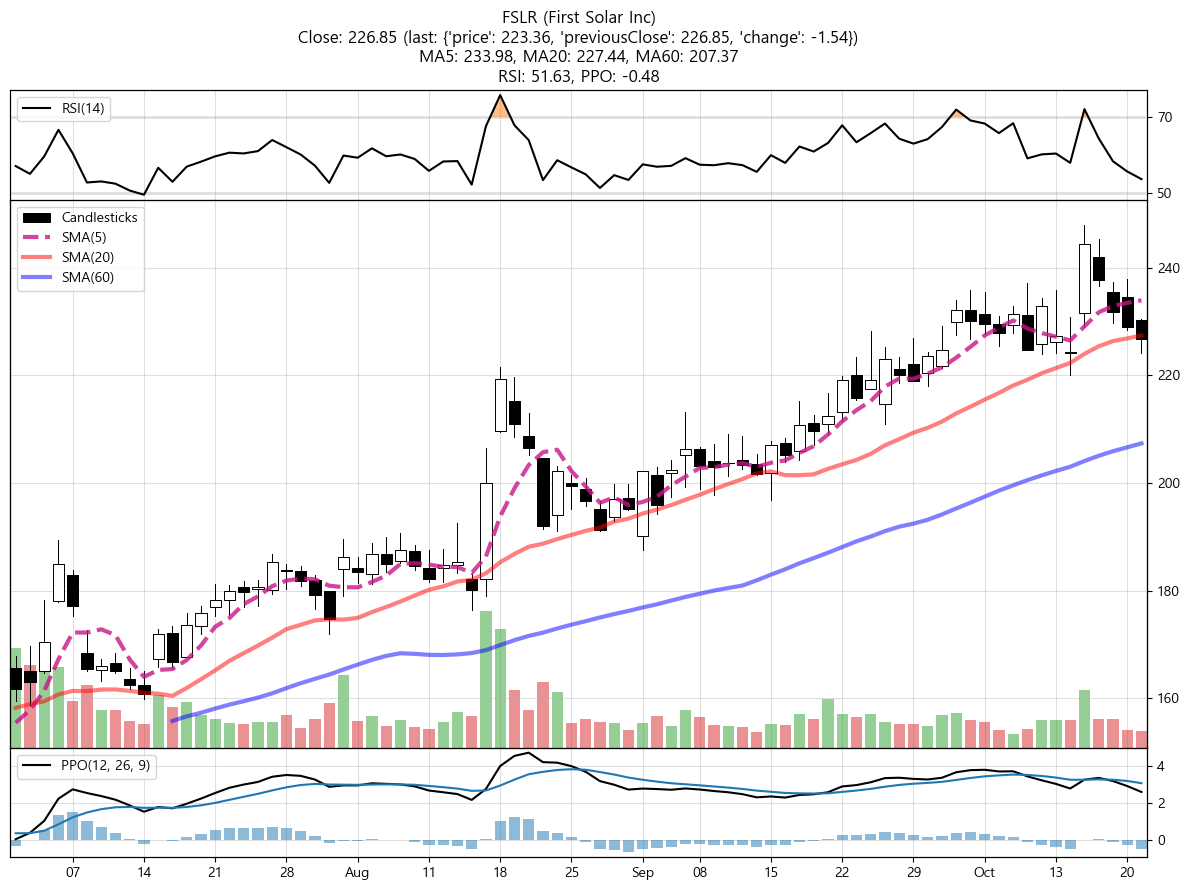 FSLR (First Solar Inc)
Close: 226.85 (last: {'price': 223.36, 'previousClose': 226.85, 'change': -1.54})
MA5: 233.98, MA20: 227.44, MA60: 207.37
RSI: 51.63, PPO: -0.48
RSI(14)
70
50
Candlesticks
SMA(5)
SMA(20)
SMA(60)
240
220
200
180
160
PPO(12, 26, 9)
4
2
0
07 14 21 28 Aug 11 18 25 Sep 08 15 22 29 Oct 13 20